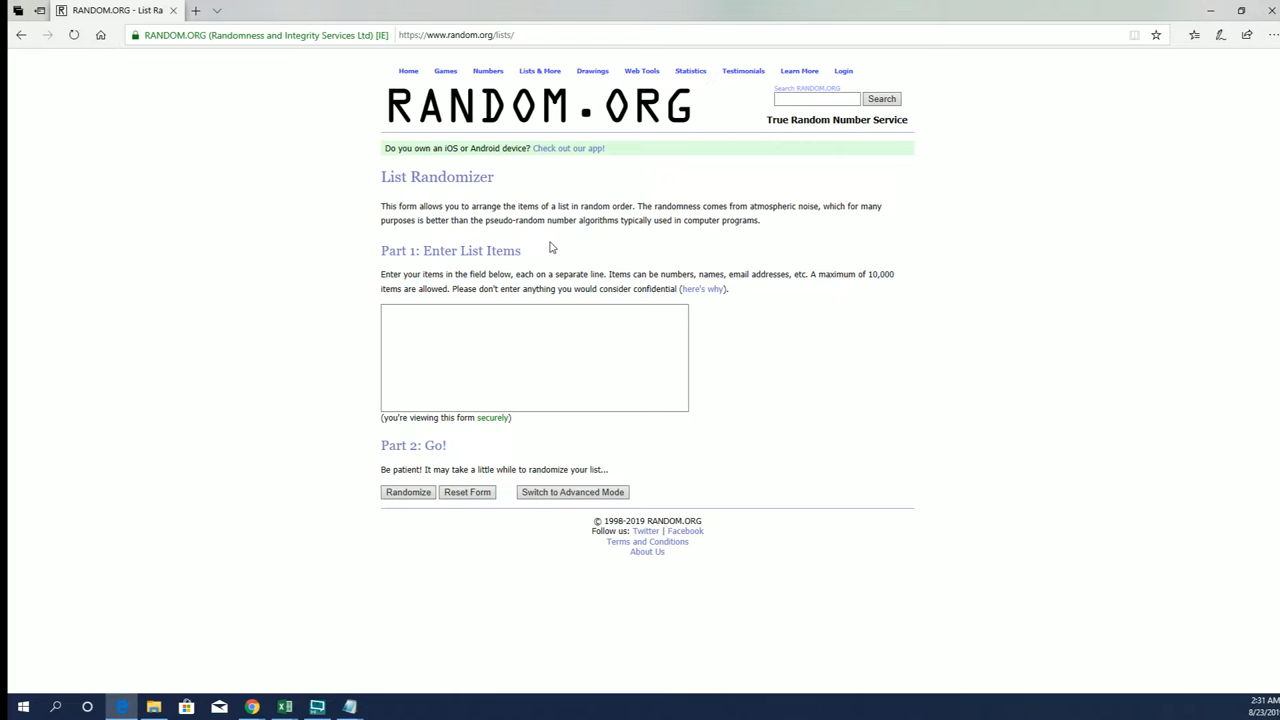 RANDOM.ORG - List Ra
RANDOM.ORG (Randomness and Integrity Services Ltd) [IE] https://www.random.org/lists/
Home Games Numbers Lists & More Drawings Web Tools Statistics Testimonials Learn More Login
RANDOM.ORG
Search RANDOM.ORG
Search
True Random Number Service
Do you own an iOS or Android device? Check out our app!
List Randomizer
This form allows you to arrange the items of a list in random order. The randomness comes from atmospheric noise, which for many
purposes is better than the pseudo-random number algorithms typically used in computer programs.
Part 1: Enter List Items
Enter your items in the field below, each on a separate line. Items can be numbers, names, email addresses, etc. A maximum of 10,000
items are allowed. Please don't enter anything you would consider confidential (here's why).
(you're viewing this form securely)
Part 2: Go!
Be patient! It may take a little while to randomize your list...
Randomize Reset Form Switch to Advanced Mode
© 1998-2019 RANDOM.ORG
Follow us: Twitter | Facebook
Terms and Conditions
About Us
2:31 AM
8/23/201